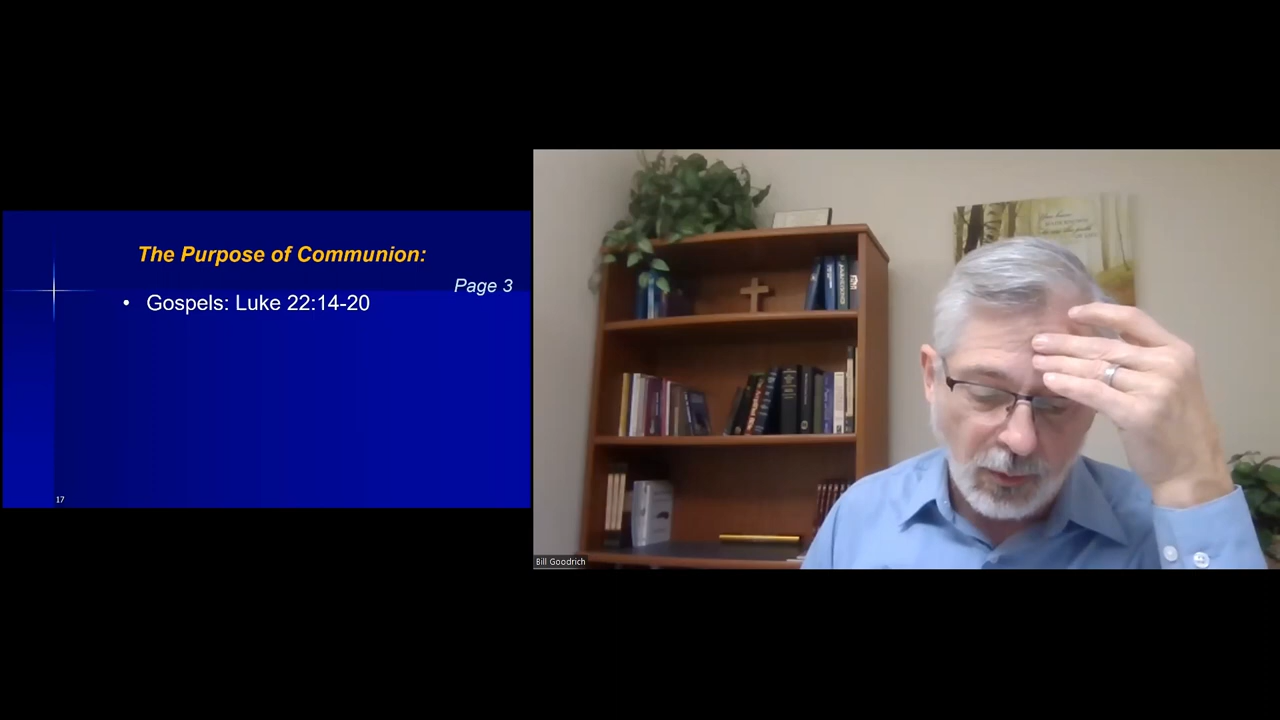 The Purpose of Communion:
Page 3
• Gospels: Luke 22:14-20
17
Bill Goodrich